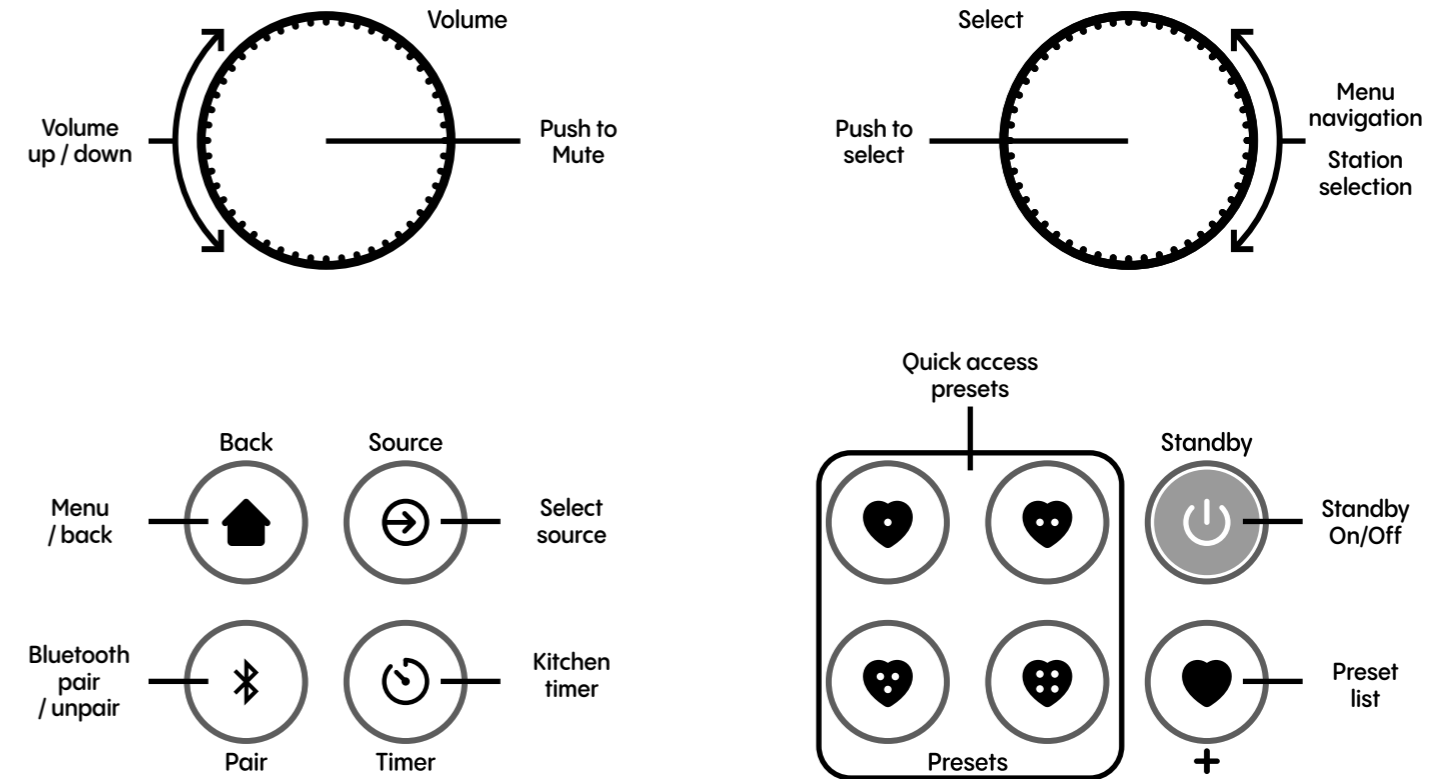 Volume
Select
Volume
up / down
Push to
Mute
Push to
select
Menu
navigation
Station
selection
Quick access
presets
Back
Source
Standby
Menu
/ back
Select
source
Standby
On/Off
Bluetooth
pair
/ unpair
Kitchen
timer
Preset
list
Pair
Timer
Presets
+